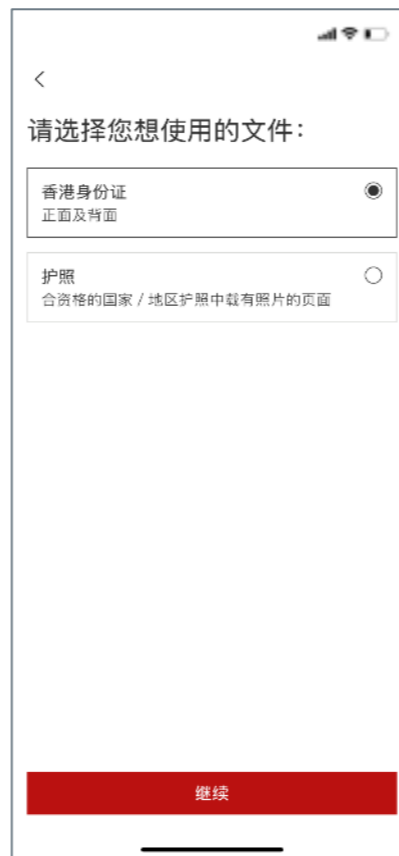 请选择您想使用的文件：
香港身份证
正面及背面
护照
合资格的国家 / 地区护照中载有照片的页面
继续